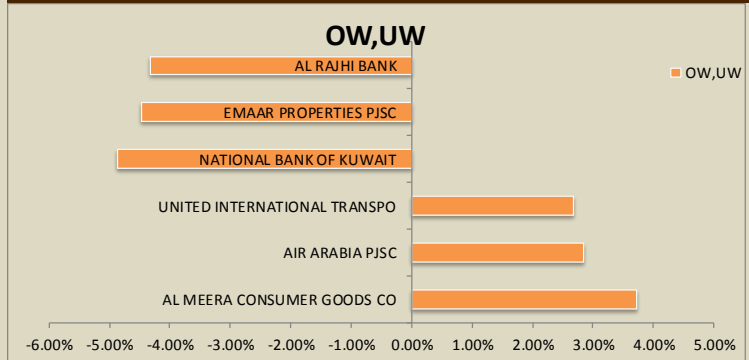 OW,UW
AL RAJHI BANK
OW,UW
EMAAR PROPERTIES PJSC
NATIONAL BANK OF KUWAIT
UNITED INTERNATIONAL TRANSPO
AIR ARABIA PJSC
AL MEERA CONSUMER GOODS CO
-6.00% -5.00% -4.00% -3.00% -2.00% -1.00% 0.00% 1.00% 2.00% 3.00% 4.00% 5.00%